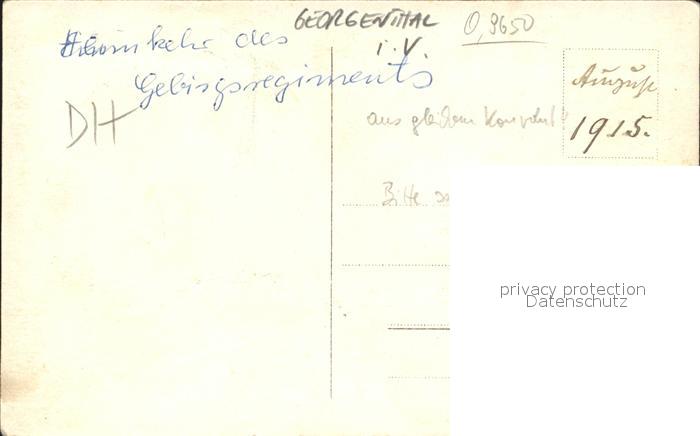 GEORGENTHAL
i.V.
0,9650
Heimkehr des
Gebirgsregiments
DH
August
1915.
aus gleichem Konvolut
Bitte
privacy protection
Datenschutz